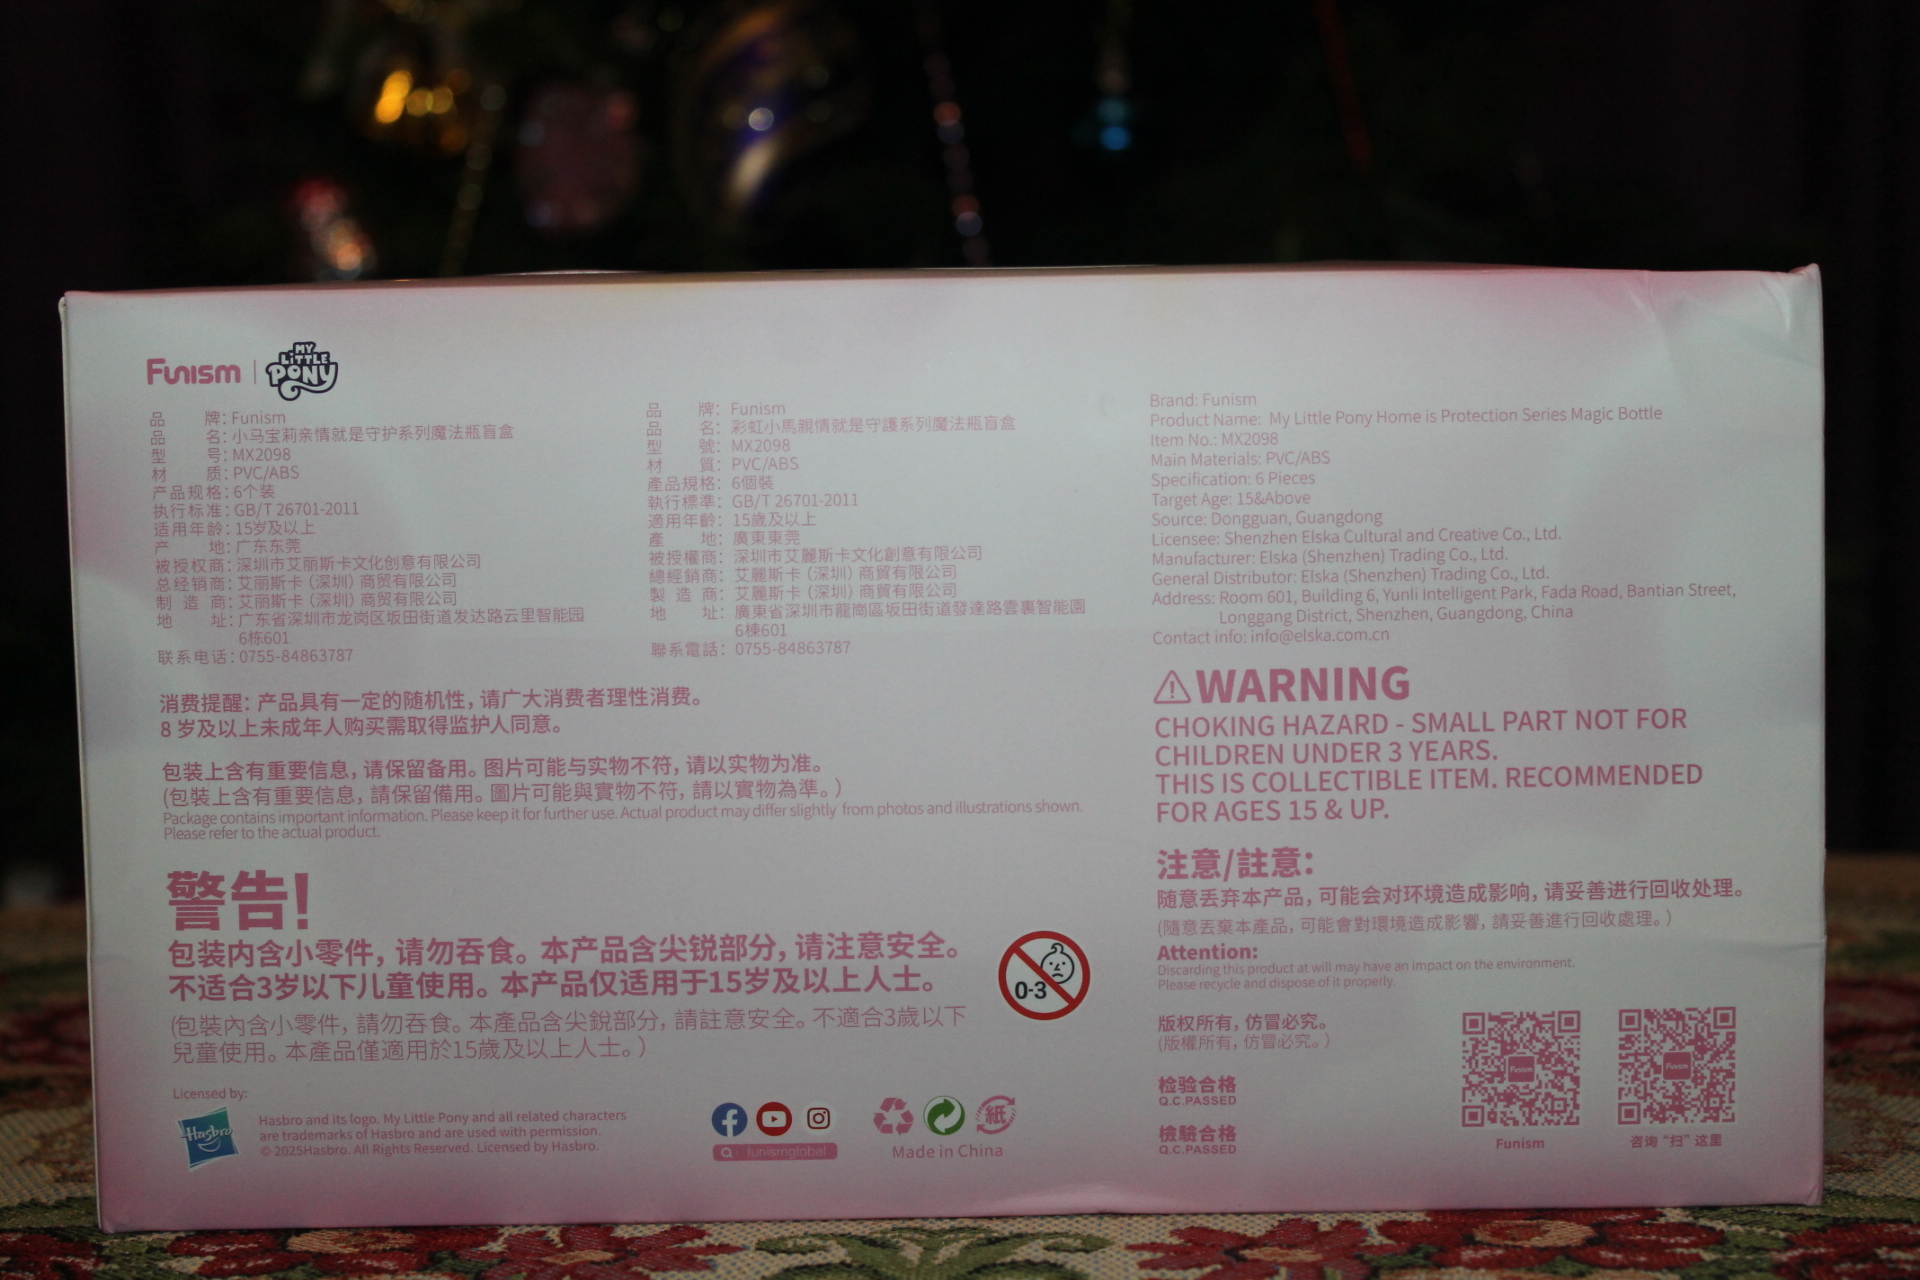 Funism | MY LITTLE PONY
品 牌: Funism
品 名: 小马宝莉亲情就是守护系列魔法瓶盲盒
型 号: MX2098
材 质: PVC/ABS
产品规格: 6个装
执行标准: GB/T 26701-2011
适用年龄: 15岁及以上
产 地: 广东东莞
被授权商: 深圳市艾丽斯卡文化创意有限公司
总经销商: 艾丽斯卡（深圳）商贸有限公司
制 造 商: 艾丽斯卡（深圳）商贸有限公司
地 址: 广东省深圳市龙岗区坂田街道发达路云里智能园
6栋601
联系电话: 0755-84863787
品 牌: Funism
品 名: 彩虹小馬親情就是守護系列魔法瓶盲盒
型 號: MX2098
材 質: PVC/ABS
產品規格: 6個裝
執行標準: GB/T 26701-2011
適用年齡: 15歲及以上
產 地: 廣東東莞
被授權商: 深圳市艾麗斯卡文化創意有限公司
總經銷商: 艾麗斯卡（深圳）商貿有限公司
製 造 商: 艾麗斯卡（深圳）商貿有限公司
地 址: 廣東省深圳市龍崗區坂田街道發達路雲裏智能園
6棟601
聯系電話: 0755-84863787
消费提醒: 产品具有一定的随机性, 请广大消费者理性消费。
8 岁及以上未成年人购买需取得监护人同意。
包装上含有重要信息, 请保留备用。图片可能与实物不符, 请以实物为准。
(包裝上含有重要信息, 請保留備用。圖片可能與實物不符, 請以實物為準。)
Package contains important information. Please keep it for further use. Actual product may differ slightly from photos and illustrations shown.
Please refer to the actual product.
警告!
包装内含小零件, 请勿吞食。本产品含尖锐部分, 请注意安全。
不适合3岁以下儿童使用。本产品仅适用于15岁及以上人士。
(包裝內含小零件, 請勿吞食。本產品含尖銳部分, 請註意安全。不適合3歲以下
兒童使用。本產品僅適用於15歲及以上人士。)
0-3
Licensed by:
Hasbro
Hasbro and its logo, My Little Pony and all related characters
are trademarks of Hasbro and are used with permission.
© 2025Hasbro. All Rights Reserved. Licensed by Hasbro.
funismglobal
紙
Made in China
Brand: Funism
Product Name: My Little Pony Home is Protection Series Magic Bottle
Item No.: MX2098
Main Materials: PVC/ABS
Specification: 6 Pieces
Target Age: 15&Above
Source: Dongguan, Guangdong
Licensee: Shenzhen Elska Cultural and Creative Co., Ltd.
Manufacturer: Elska (Shenzhen) Trading Co., Ltd.
General Distributor: Elska (Shenzhen) Trading Co., Ltd.
Address: Room 601, Building 6, Yunli Intelligent Park, Fada Road, Bantian Street,
Longgang District, Shenzhen, Guangdong, China
Contact info: info@elska.com.cn
WARNING
CHOKING HAZARD - SMALL PART NOT FOR
CHILDREN UNDER 3 YEARS.
THIS IS COLLECTIBLE ITEM. RECOMMENDED
FOR AGES 15 & UP.
注意/註意:
随意丢弃本产品, 可能会对环境造成影响, 请妥善进行回收处理。
(隨意丟棄本產品, 可能會對環境造成影響, 請妥善進行回收處理。)
Attention:
Discarding this product at will may have an impact on the environment.
Please recycle and dispose of it properly.
版权所有, 仿冒必究。
(版權所有, 仿冒必究。)
检验合格
Q.C.PASSED
檢驗合格
Q.C.PASSED
Funism
Funism
Funism
咨询 “扫” 这里